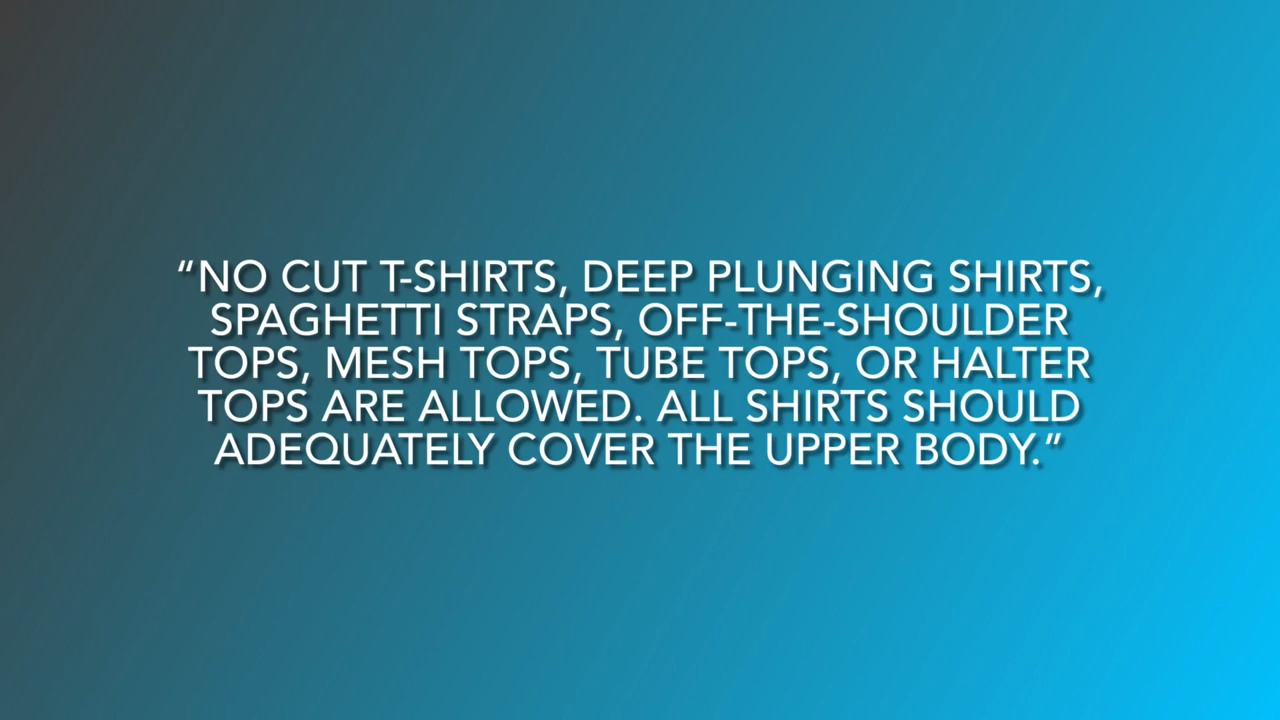 “NO CUT T-SHIRTS, DEEP PLUNGING SHIRTS,
SPAGHETTI STRAPS, OFF-THE-SHOULDER
TOPS, MESH TOPS, TUBE TOPS, OR HALTER
TOPS ARE ALLOWED. ALL SHIRTS SHOULD
ADEQUATELY COVER THE UPPER BODY.”